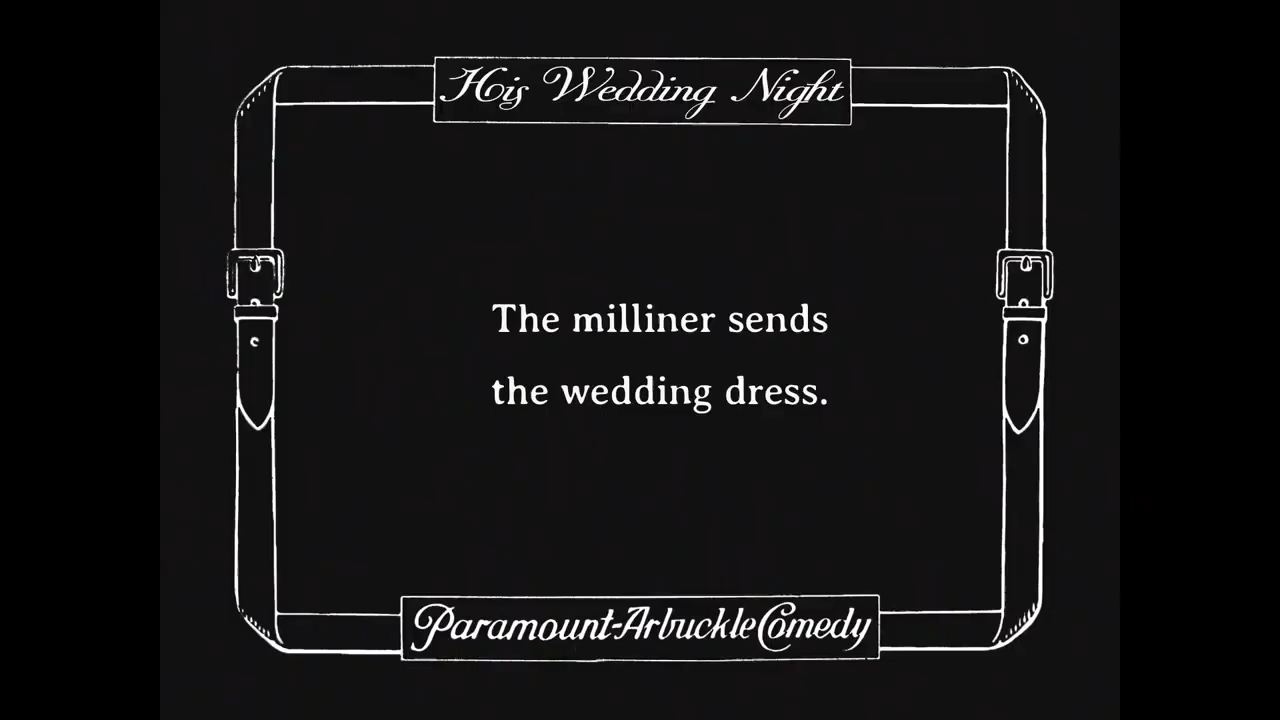 His Wedding Night
The milliner sends
the wedding dress.
Paramount-Arbuckle Comedy